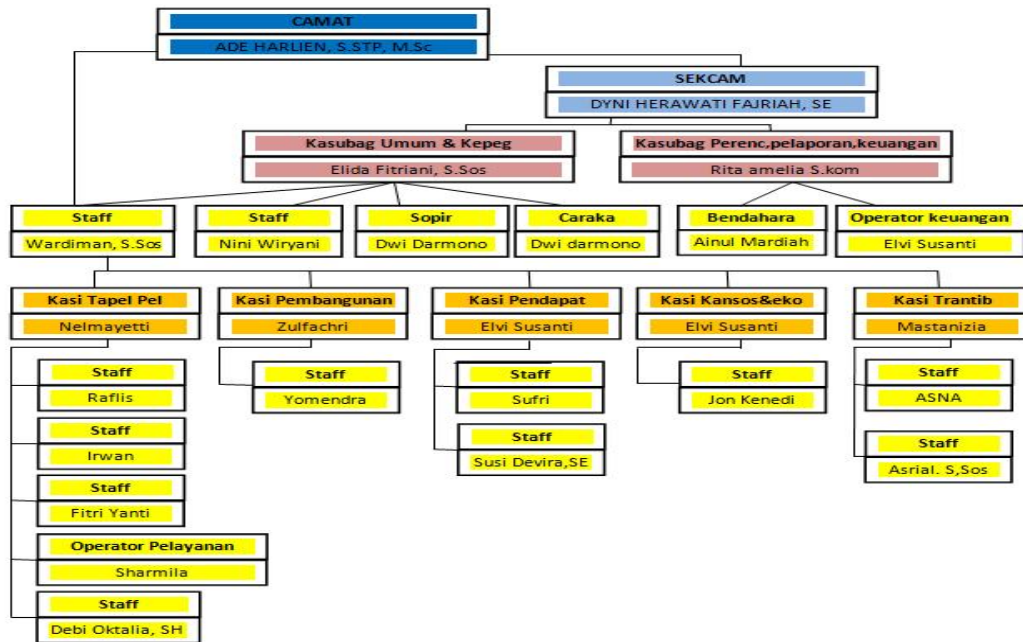 CAMAT
ADE HARLIEN, S.STP, M.Sc
SEKCAM
DYNI HERAWATI FAJRIAH, SE
Kasubag Umum & Kepeg
Elida Fitriani, S.Sos
Kasubag Perenc,pelaporan,keuangan
Rita amelia S.kom
Staff
Wardiman, S.Sos
Staff
Nini Wiryani
Sopir
Dwi Darmono
Caraka
Dwi darmono
Bendahara
Ainul Mardiah
Operator keuangan
Elvi Susanti
Kasi Tapel Pel
Nelmayetti
Kasi Pembangunan
Zulfachri
Kasi Pendapat
Elvi Susanti
Kasi Kansos&eko
Elvi Susanti
Kasi Trantib
Mastanizia
Staff
Raflis
Staff
Irwan
Staff
Fitri Yanti
Operator Pelayanan
Sharmila
Staff
Debi Oktalia, SH
Staff
Yomendra
Staff
Sufri
Staff
Susi Devira,SE
Staff
Jon Kenedi
Staff
ASNA
Staff
Asrial. S,Sos